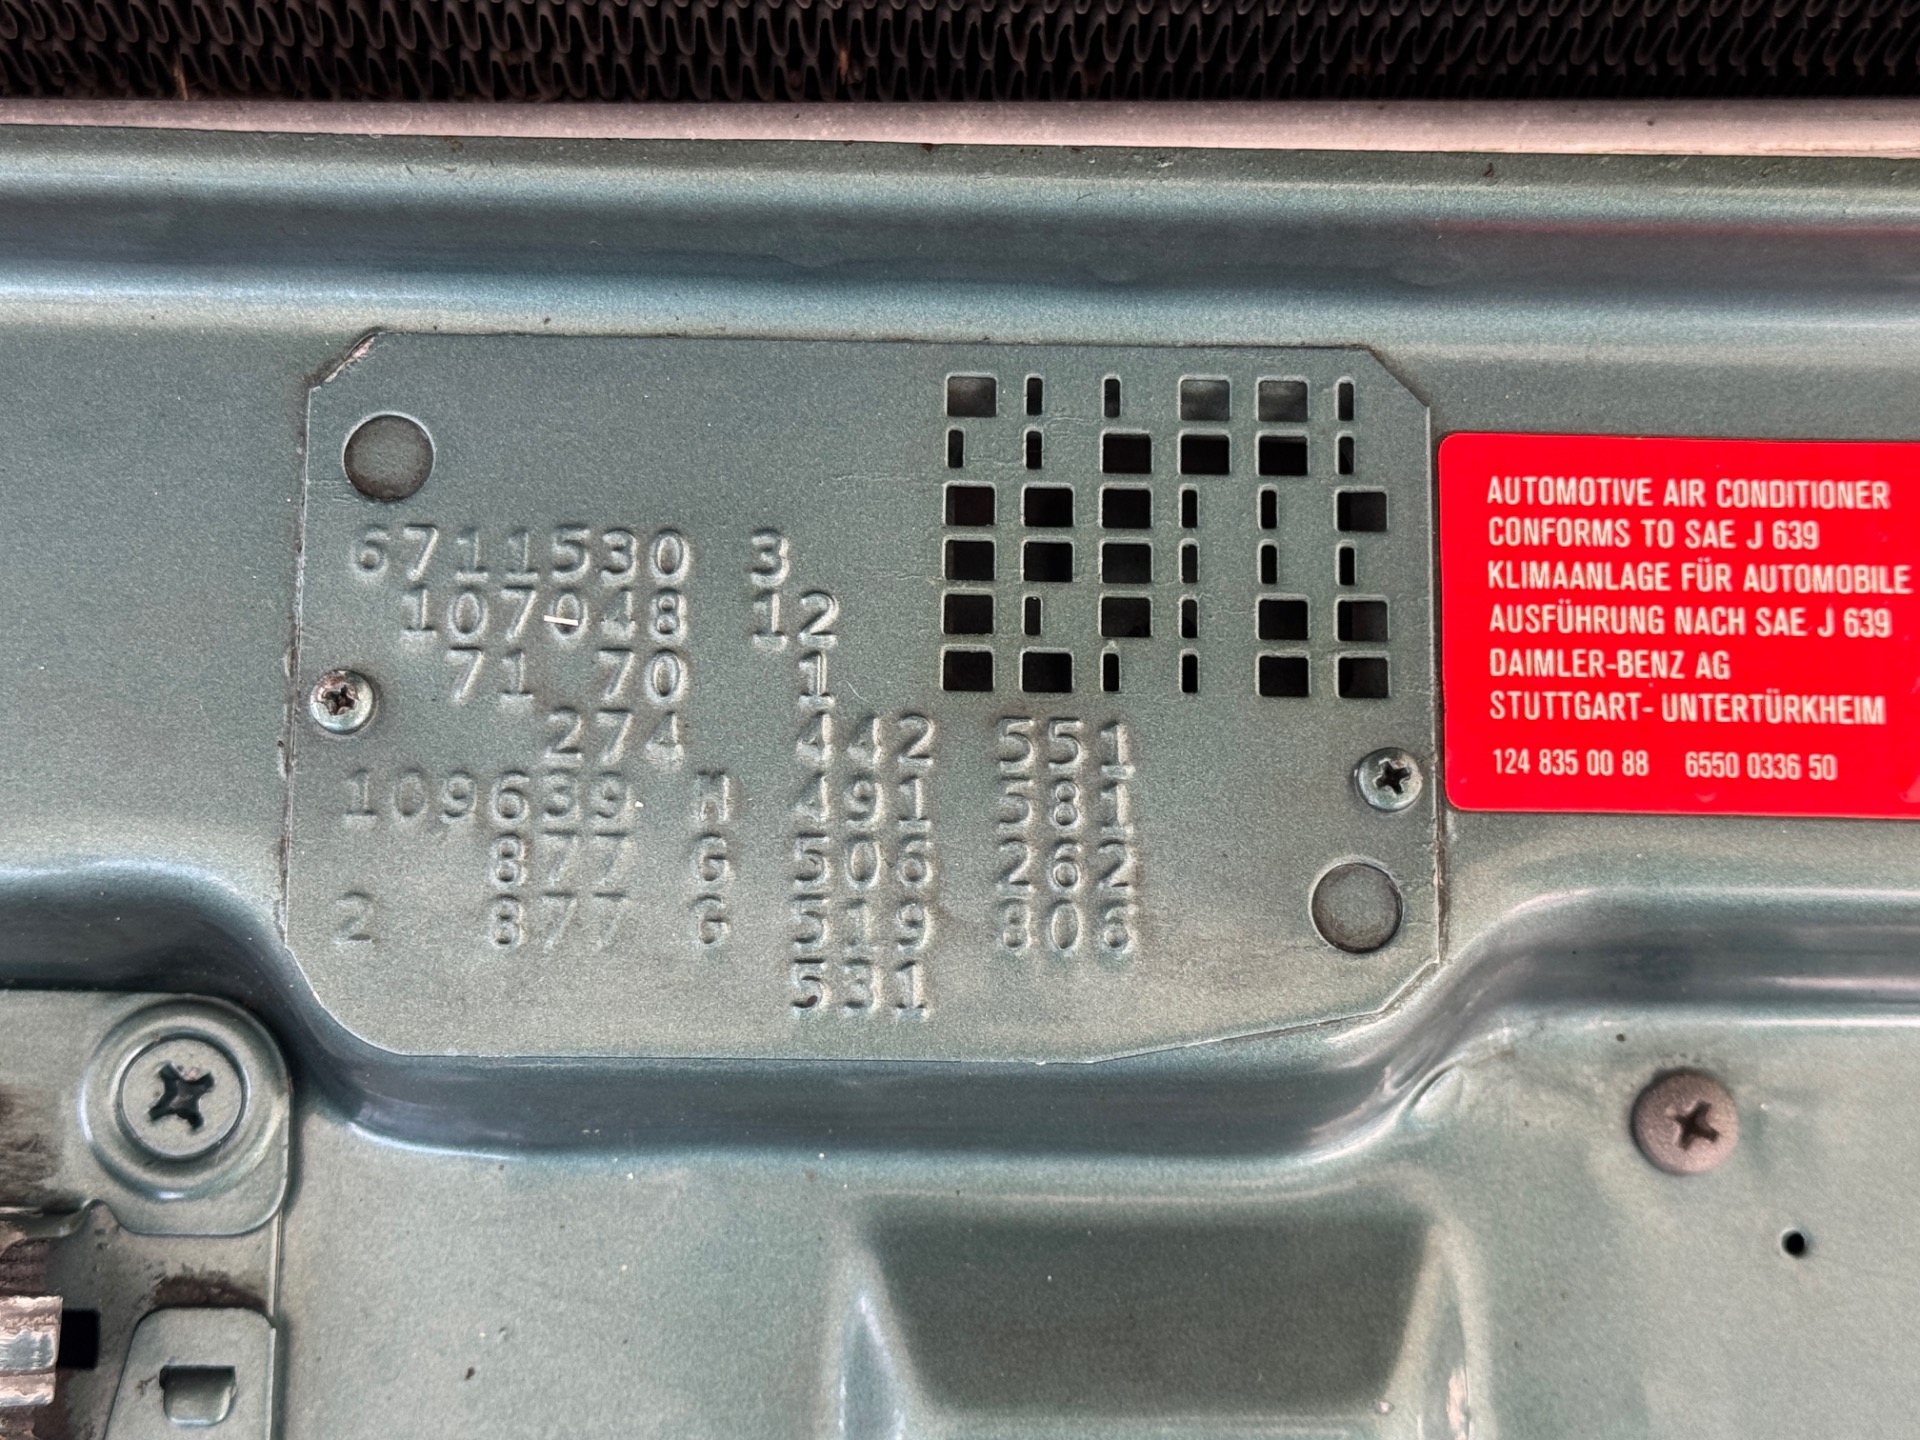 6711530 3
107048 12
71 70 1
274 442 551
109639 M 491 581
877 G 506 262
2 877 G 519 806
531
AUTOMOTIVE AIR CONDITIONER
CONFORMS TO SAE J 639
KLIMAANLAGE FÜR AUTOMOBILE
AUSFÜHRUNG NACH SAE J 639
DAIMLER-BENZ AG
STUTTGART- UNTERTÜRKHEIM
124 835 00 88 6550 0336 50